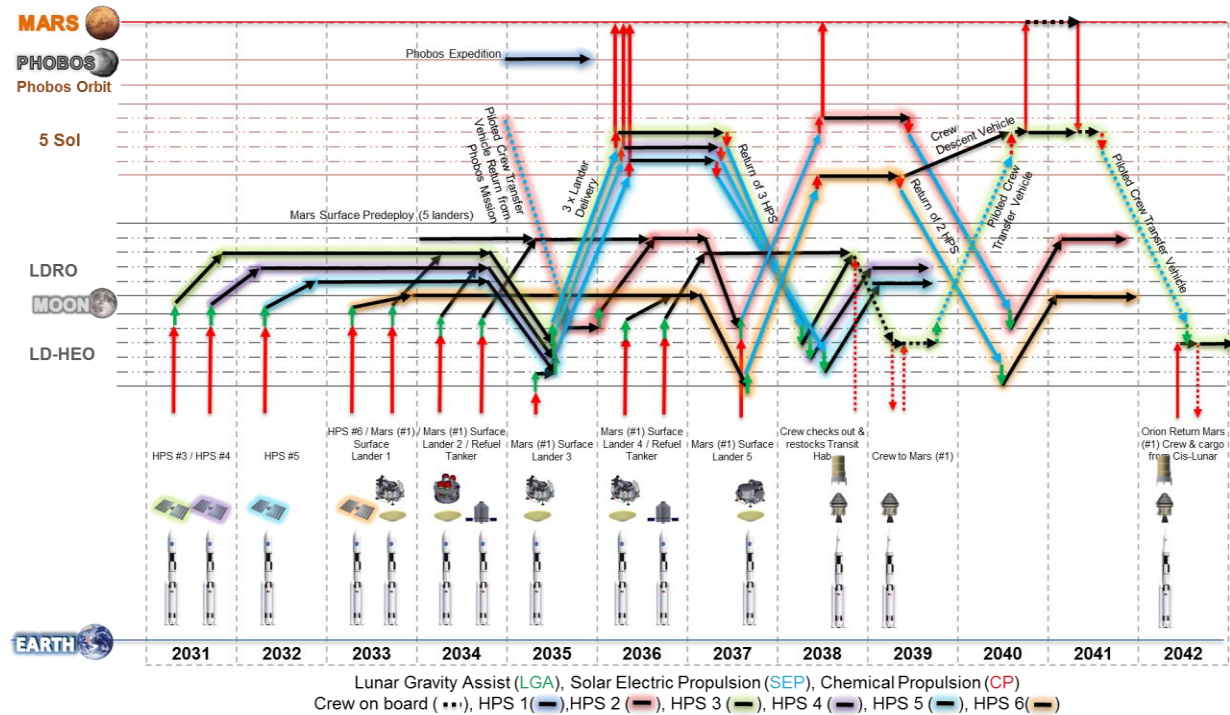 MARS
PHOBOS
Phobos Orbit
5 Sol
LDRO
MOON
LD-HEO
EARTH
Phobos Expedition
Piloted Crew Transfer
Vehicle Return from
Phobos Mission
3 x Lander
Delivery
Return of 3 HPS
Crew
Descent Vehicle
Return of 2 HPS
Piloted Crew
Transfer Vehicle
Piloted Crew Transfer Vehicle
Mars Surface Predeploy (5 landers)
HPS #3 / HPS #4
HPS #5
HPS #6 / Mars (#1) /
Surface
Lander 1
Mars (#1) Surface
Lander 2 / Refuel
Tanker
Mars (#1) Surface
Lander 3
Mars (#1) Surface
Lander 4 / Refuel
Tanker
Mars (#1) Surface
Lander 5
Crew checks out &
restocks Transit
Hab
Crew to Mars (#1)
Orion Return Mars
(#1) Crew & cargo
from Cis-Lunar
2031 2032 2033 2034 2035 2036 2037 2038 2039 2040 2041 2042
Lunar Gravity Assist (LGA), Solar Electric Propulsion (SEP), Chemical Propulsion (CP)
Crew on board ( ), HPS 1( ),HPS 2 ( ), HPS 3 ( ), HPS 4 ( ), HPS 5 ( ), HPS 6( )